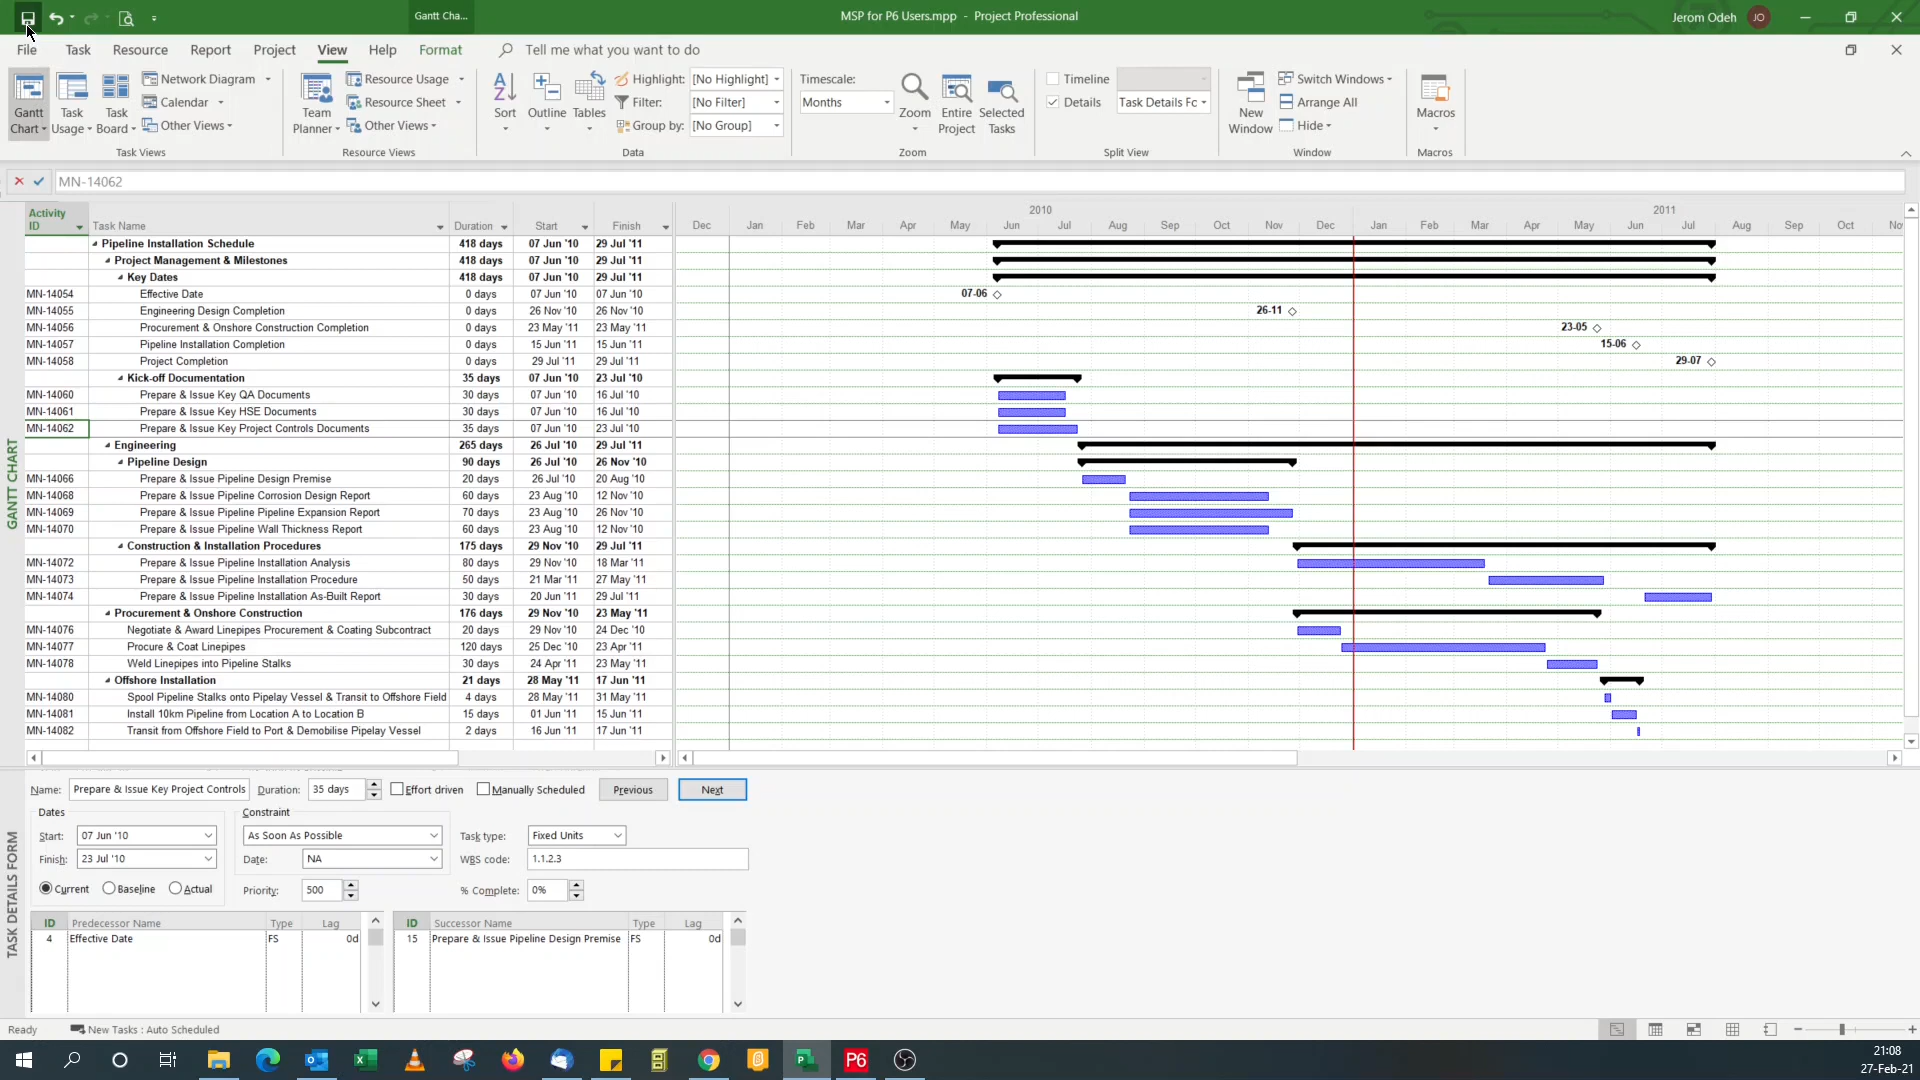 Gantt Cha...
MSP for P6 Users.mpp - Project Professional
Jerom Odeh JO
File Task Resource Report Project View Help Format Tell me what you want to do
Gantt Chart
Task Usage
Task Board
Network Diagram
Calendar
Other Views
Task Views
Team Planner
Resource Usage
Resource Sheet
Other Views
Resource Views
Sort
Outline
Tables
Highlight: [No Highlight]
Filter: [No Filter]
Group by: [No Group]
Data
Timescale:
Months
Zoom
Entire Project
Selected Tasks
Zoom
Timeline
Details Task Details Fc
Split View
New Window
Switch Windows
Arrange All
Hide
Window
Macros
Macros
MN-14062
GANTT CHART
Activity ID Task Name Duration Start Finish
2010 2011
Dec Jan Feb Mar Apr May Jun Jul Aug Sep Oct Nov Dec Jan Feb Mar Apr May Jun Jul Aug Sep Oct No
Pipeline Installation Schedule 418 days 07 Jun '10 29 Jul '11
Project Management & Milestones 418 days 07 Jun '10 29 Jul '11
Key Dates 418 days 07 Jun '10 29 Jul '11
MN-14054 Effective Date 0 days 07 Jun '10 07 Jun '10 07-06
MN-14055 Engineering Design Completion 0 days 26 Nov '10 26 Nov '10 26-11
MN-14056 Procurement & Onshore Construction Completion 0 days 23 May '11 23 May '11 23-05
MN-14057 Pipeline Installation Completion 0 days 15 Jun '11 15 Jun '11 15-06
MN-14058 Project Completion 0 days 29 Jul '11 29 Jul '11 29-07
Kick-off Documentation 35 days 07 Jun '10 23 Jul '10
MN-14060 Prepare & Issue Key QA Documents 30 days 07 Jun '10 16 Jul '10
MN-14061 Prepare & Issue Key HSE Documents 30 days 07 Jun '10 16 Jul '10
MN-14062 Prepare & Issue Key Project Controls Documents 35 days 07 Jun '10 23 Jul '10
Engineering 265 days 26 Jul '10 29 Jul '11
Pipeline Design 90 days 26 Jul '10 26 Nov '10
MN-14066 Prepare & Issue Pipeline Design Premise 20 days 26 Jul '10 20 Aug '10
MN-14068 Prepare & Issue Pipeline Corrosion Design Report 60 days 23 Aug '10 12 Nov '10
MN-14069 Prepare & Issue Pipeline Pipeline Expansion Report 70 days 23 Aug '10 26 Nov '10
MN-14070 Prepare & Issue Pipeline Wall Thickness Report 60 days 23 Aug '10 12 Nov '10
Construction & Installation Procedures 175 days 29 Nov '10 29 Jul '11
MN-14072 Prepare & Issue Pipeline Installation Analysis 80 days 29 Nov '10 18 Mar '11
MN-14073 Prepare & Issue Pipeline Installation Procedure 50 days 21 Mar '11 27 May '11
MN-14074 Prepare & Issue Pipeline Installation As-Built Report 30 days 20 Jun '11 29 Jul '11
Procurement & Onshore Construction 176 days 29 Nov '10 23 May '11
MN-14076 Negotiate & Award Linepipes Procurement & Coating Subcontract 20 days 29 Nov '10 24 Dec '10
MN-14077 Procure & Coat Linepipes 120 days 25 Dec '10 23 Apr '11
MN-14078 Weld Linepipes into Pipeline Stalks 30 days 24 Apr '11 23 May '11
Offshore Installation 21 days 28 May '11 17 Jun '11
MN-14080 Spool Pipeline Stalks onto Pipelay Vessel & Transit to Offshore Field 4 days 28 May '11 31 May '11
MN-14081 Install 10km Pipeline from Location A to Location B 15 days 01 Jun '11 15 Jun '11
MN-14082 Transit from Offshore Field to Port & Demobilise Pipelay Vessel 2 days 16 Jun '11 17 Jun '11
TASK DETAILS FORM
Name: Prepare & Issue Key Project Controls Duration: 35 days Effort driven Manually Scheduled Previous Next
Dates Constraint
Start: 07 Jun '10 As Soon As Possible Task type: Fixed Units
Finish: 23 Jul '10 Date: NA WBS code: 1.1.2.3
Current Baseline Actual Priority: 500 % Complete: 0%
ID Predecessor Name Type Lag ID Successor Name Type Lag
4 Effective Date FS 0d 15 Prepare & Issue Pipeline Design Premise FS 0d
Ready New Tasks : Auto Scheduled
P6
21:08
27-Feb-21